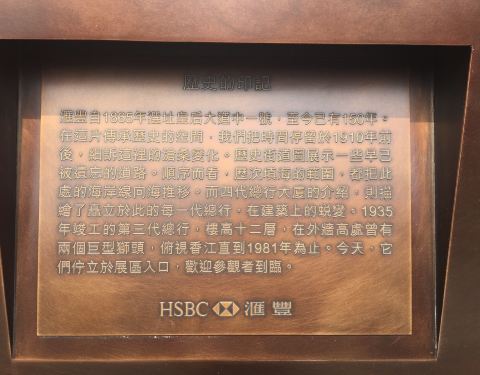 歷史的印記
滙豐自1865年選址皇后大道中一號，至今已有150年。
在這片傳承歷史的空間，我們把時間停留於1910年前
後，細訴這裡的滄桑變化。歷史街道圖展示一些早已
被遺忘的道路。順序而看，歷次填海的範圍，都把此
處的海岸線向海推移。而四代總行大廈的介紹，則描
繪了矗立於此的每一代總行，在建築上的蛻變。1935
年竣工的第三代總行，樓高十二層，在外牆高處曾有
兩個巨型獅頭，俯視香江直到1981年為止。今天，它
們佇立於展區入口，歡迎參觀者到臨。
HSBC 滙豐